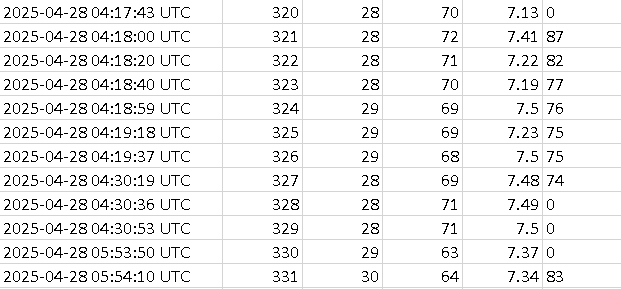 2025-04-28 04:17:43 UTC 320 28 70 7.13 0
2025-04-28 04:18:00 UTC 321 28 72 7.41 87
2025-04-28 04:18:20 UTC 322 28 71 7.22 82
2025-04-28 04:18:40 UTC 323 28 70 7.19 77
2025-04-28 04:18:59 UTC 324 29 69 7.5 76
2025-04-28 04:19:18 UTC 325 29 69 7.23 75
2025-04-28 04:19:37 UTC 326 29 68 7.5 75
2025-04-28 04:30:19 UTC 327 28 69 7.48 74
2025-04-28 04:30:36 UTC 328 28 71 7.49 0
2025-04-28 04:30:53 UTC 329 28 71 7.5 0
2025-04-28 05:53:50 UTC 330 29 63 7.37 0
2025-04-28 05:54:10 UTC 331 30 64 7.34 83